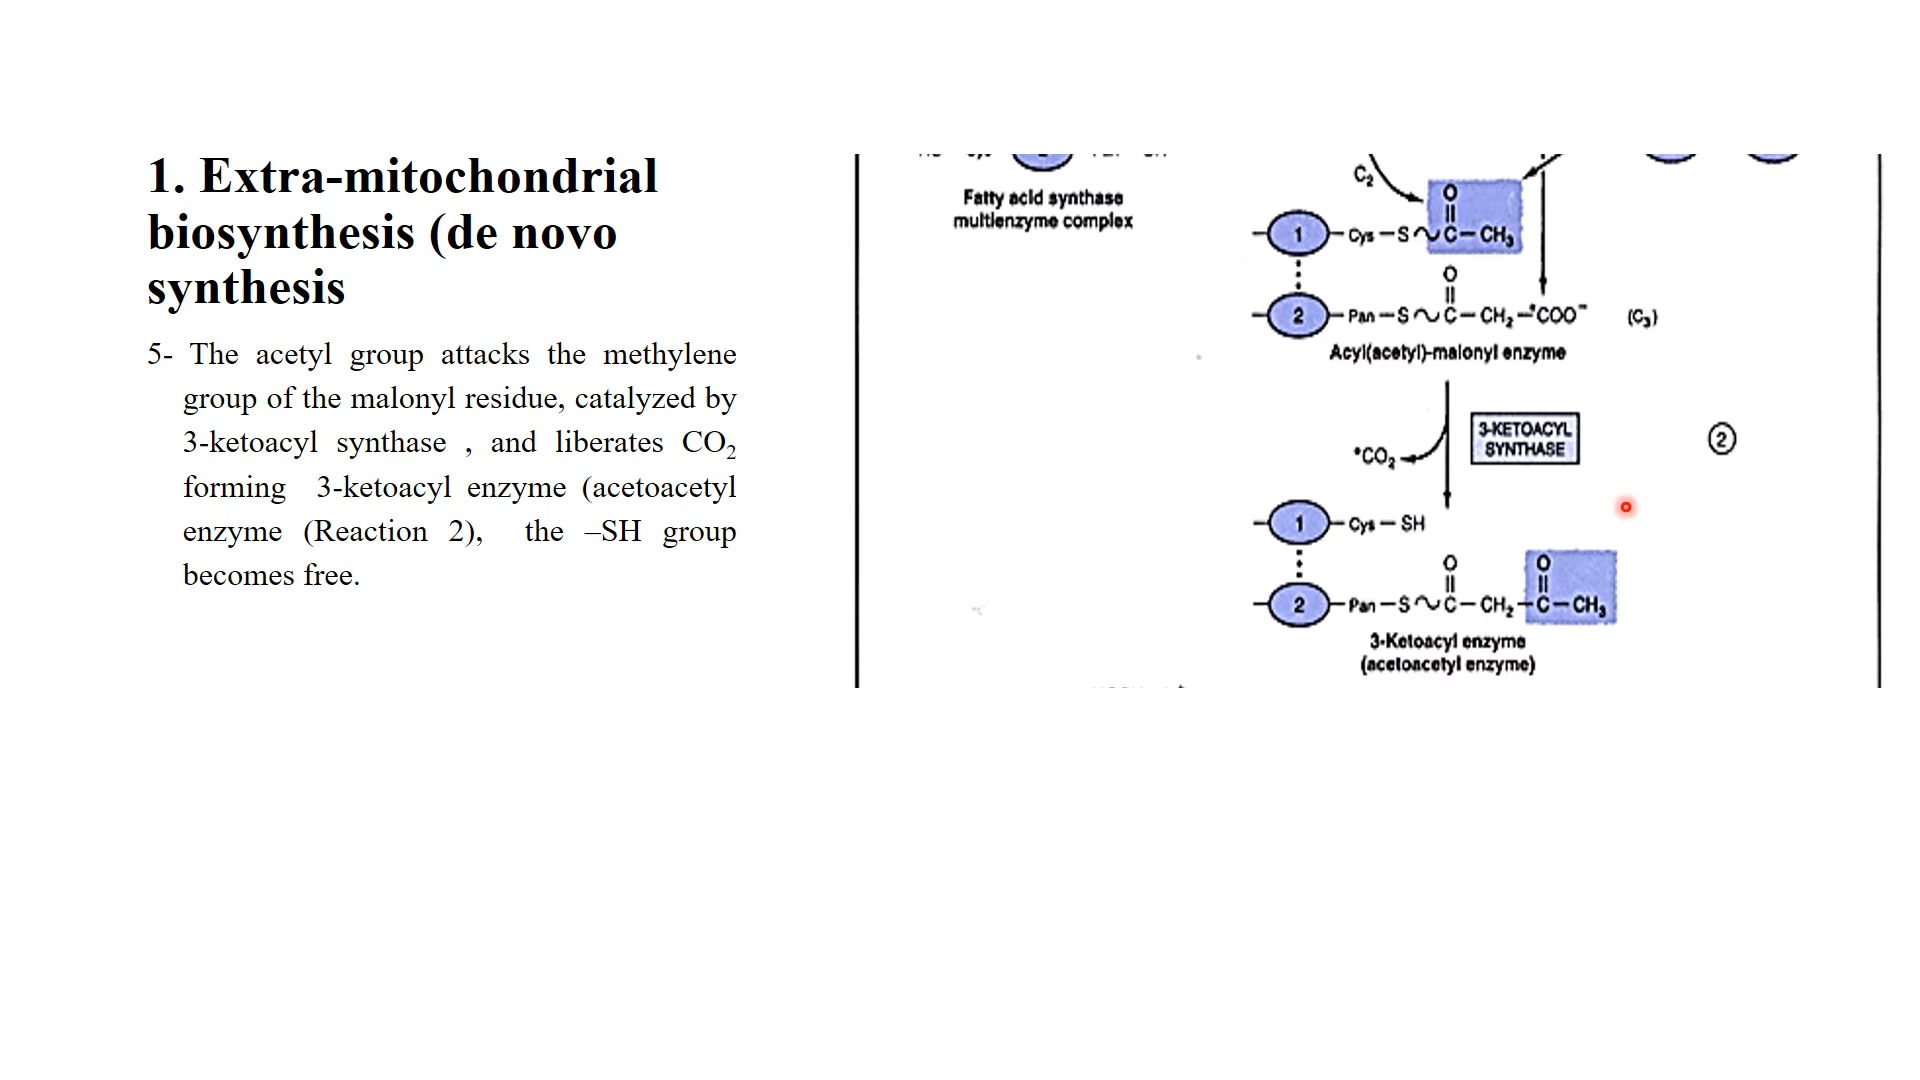 1. Extra-mitochondrial
biosynthesis (de novo
synthesis
5- The acetyl group attacks the methylene
group of the malonyl residue, catalyzed by
3-ketoacyl synthase , and liberates CO₂
forming 3-ketoacyl enzyme (acetoacetyl
enzyme (Reaction 2), the –SH group
becomes free.
Fatty acid synthase
multienzyme complex
C₂
O
1 Cys – S ~ C – CH₃
O
2 Pan – S ~ C – CH₂ – *COO⁻ (C₃)
Acyl(acetyl)-malonyl enzyme
3-KETOACYL
SYNTHASE
*CO₂
2
1 Cys – SH
O O
2 Pan – S ~ C – CH₂ – C – CH₃
3-Ketoacyl enzyme
(acetoacetyl enzyme)